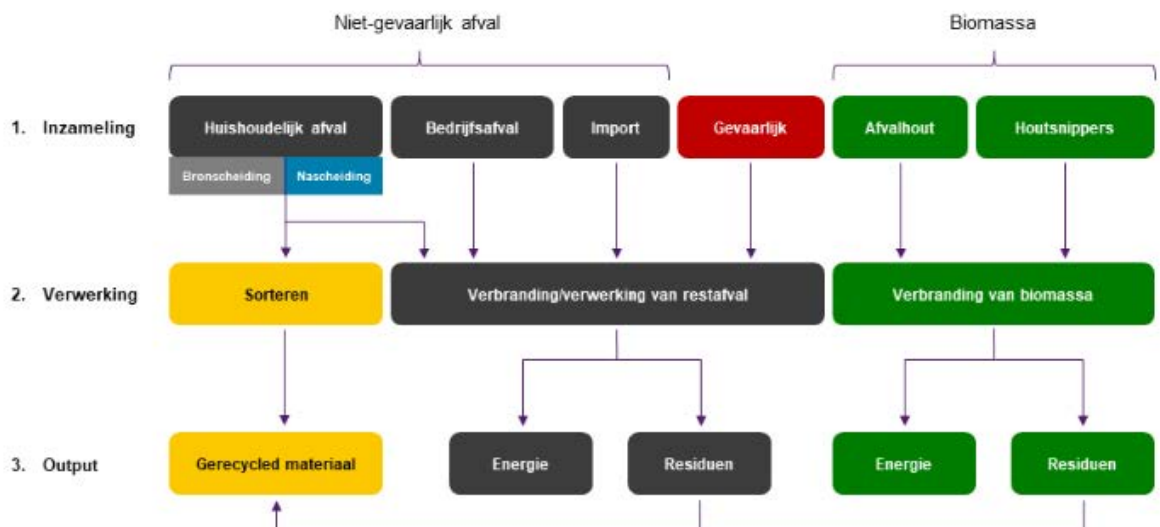 Niet-gevaarlijk afval
Biomassa
1. Inzameling
Huishoudelijk afval
Bedrijfsafval
Import
Gevaarlijk
Afvalhout
Houtsnippers
Bronscheiding
Nascheiding
2. Verwerking
Sorteren
Verbranding/verwerking van restafval
Verbranding van biomassa
3. Output
Gerecycled materiaal
Energie
Residuen
Energie
Residuen